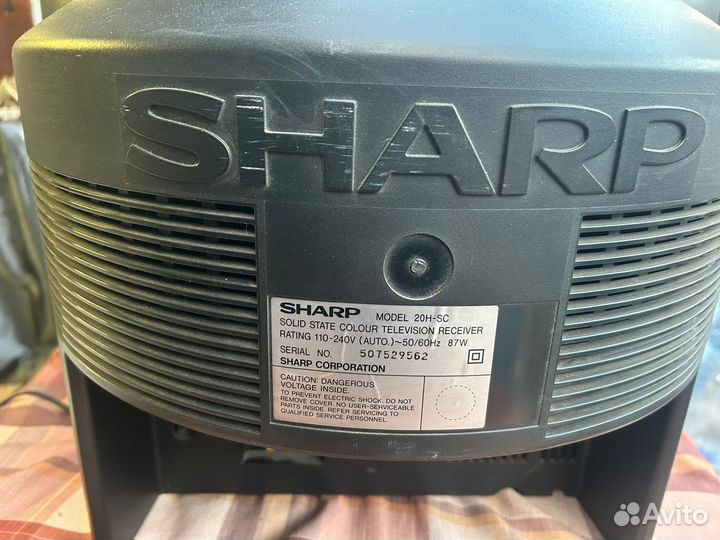 SHARP
SHARP MODEL 20H-SC
SOLID STATE COLOUR TELEVISION RECEIVER
RATING 110-240V (AUTO.)~50/60Hz 87W
SERIAL NO. 507529562
SHARP CORPORATION
CAUTION: DANGEROUS
VOLTAGE INSIDE.
TO PREVENT ELECTRIC SHOCK. DO NOT
REMOVE COVER. NO USER-SERVICEABLE
PARTS INSIDE. REFER SERVICING TO
QUALIFIED SERVICE PERSONNEL.
Avito